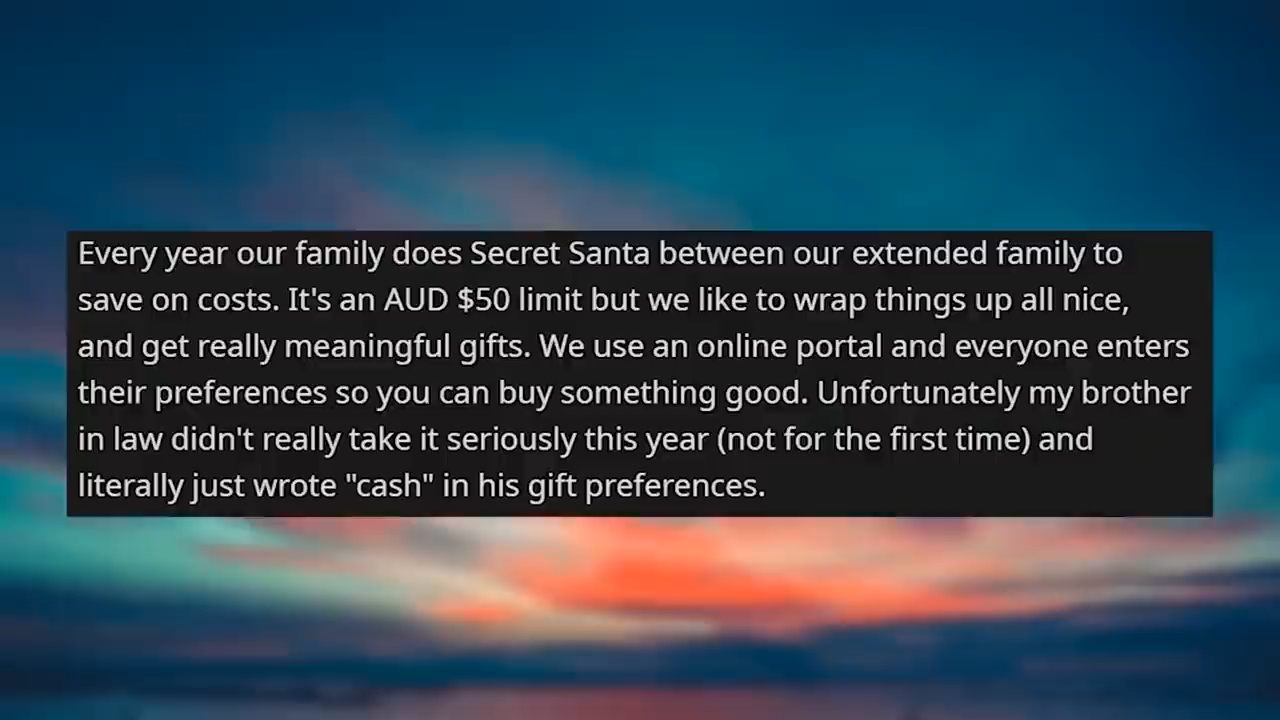 Every year our family does Secret Santa between our extended family to
save on costs. It's an AUD $50 limit but we like to wrap things up all nice,
and get really meaningful gifts. We use an online portal and everyone enters
their preferences so you can buy something good. Unfortunately my brother
in law didn't really take it seriously this year (not for the first time) and
literally just wrote "cash" in his gift preferences.